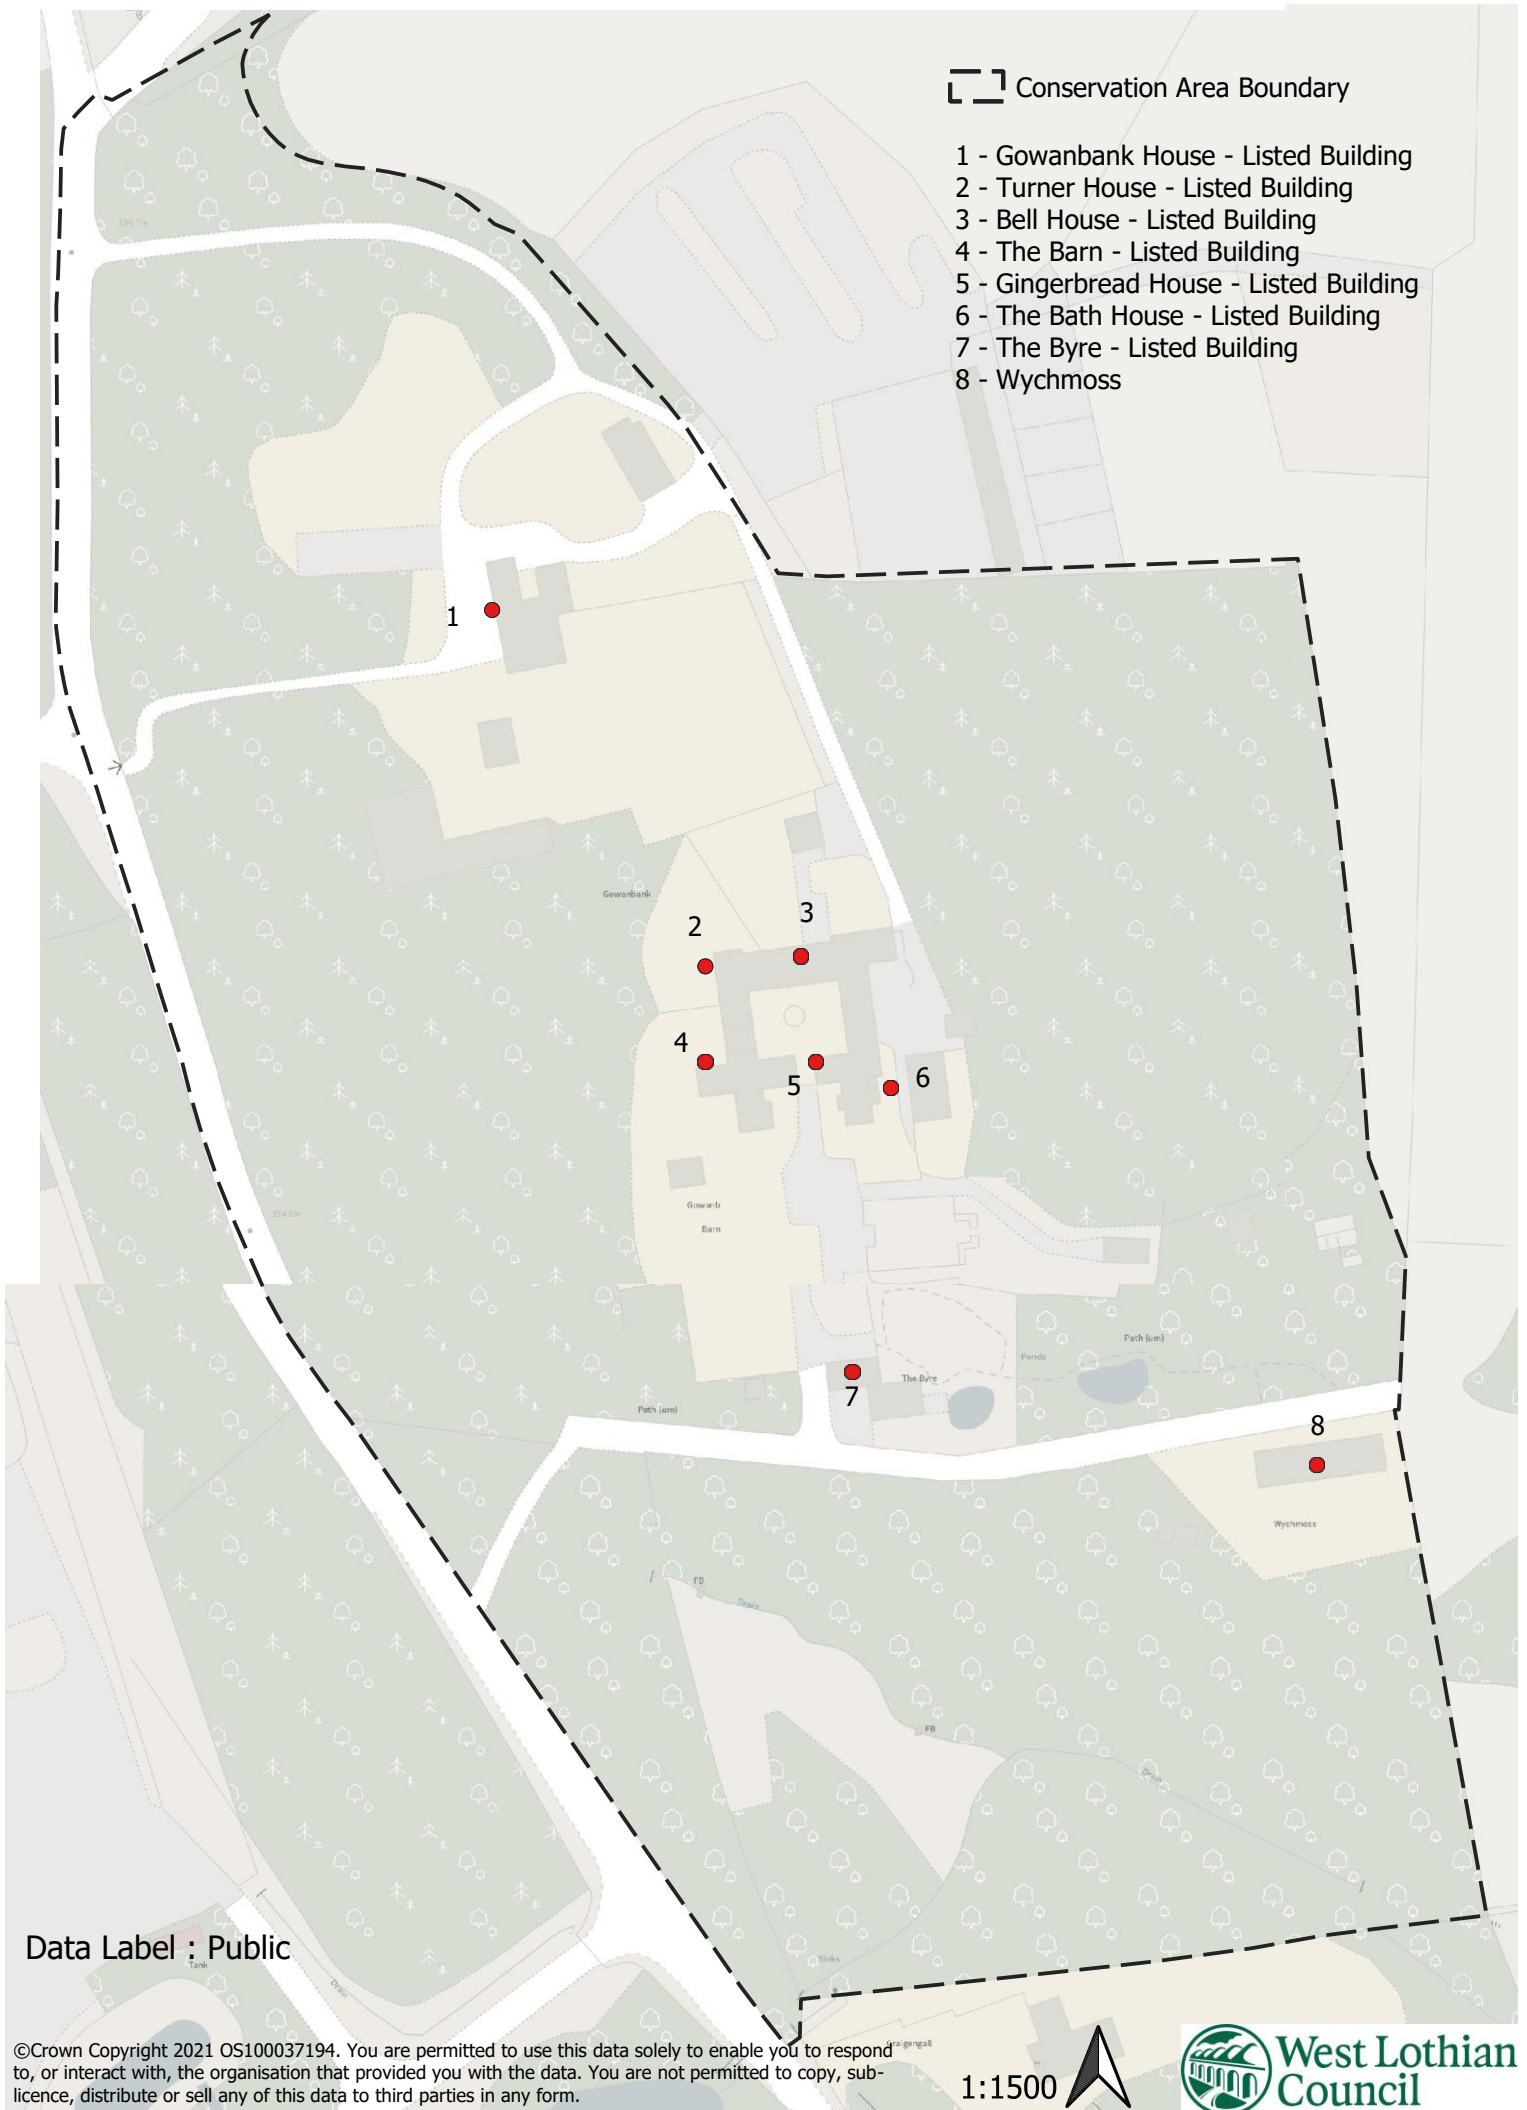 Conservation Area Boundary
1 - Gowanbank House - Listed Building
2 - Turner House - Listed Building
3 - Bell House - Listed Building
4 - The Barn - Listed Building
5 - Gingerbread House - Listed Building
6 - The Bath House - Listed Building
7 - The Byre - Listed Building
8 - Wychmoss
1
Gowanbank
2
3
4
5
6
Gowanb
Barn
Path (um)
Ponds
The Byre
7
Path (um)
8
Wychmoss
FB
Drain
FB
Drain
Data Label : Public
Tank
Drain
Sinks
Craigengall
©Crown Copyright 2021 OS100037194. You are permitted to use this data solely to enable you to respond
to, or interact with, the organisation that provided you with the data. You are not permitted to copy, sub-
licence, distribute or sell any of this data to third parties in any form.
1:1500
West Lothian
Council